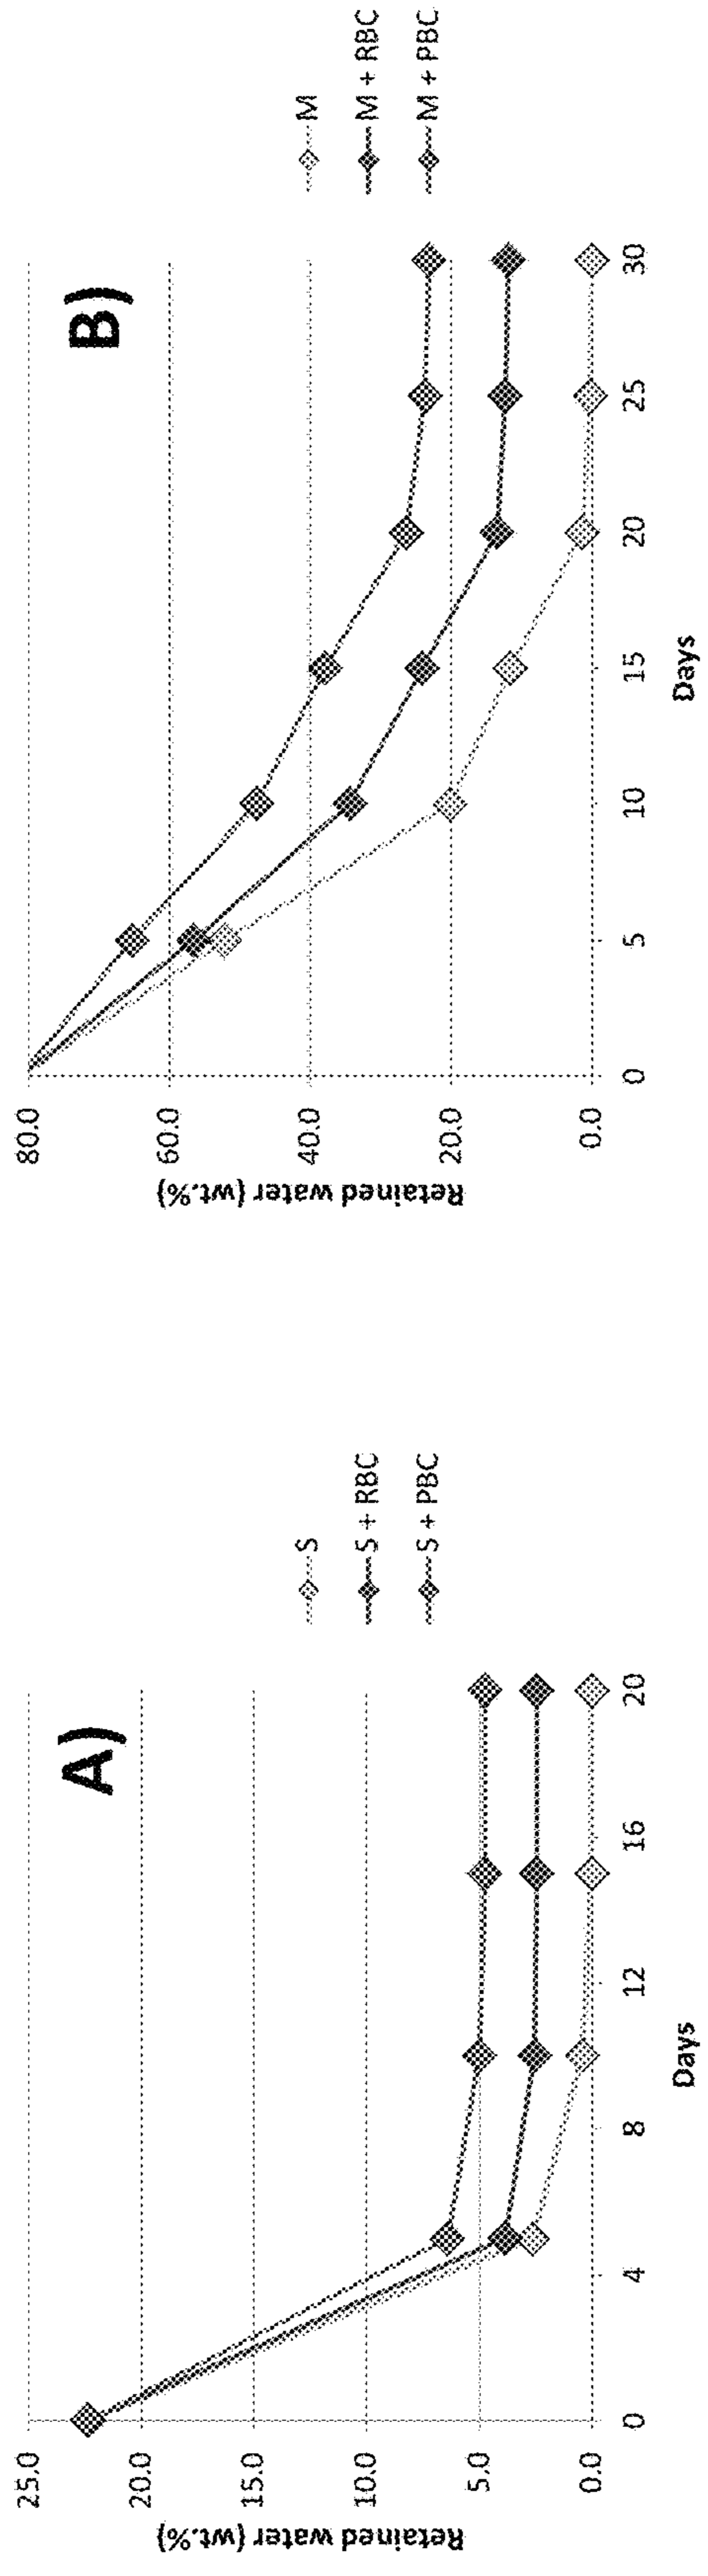 A)
Retained water (wt.%)
25.0
20.0
15.0
10.0
5.0
0.0
0
4
8
12
16
20
Days
S
S + RBC
S + PBC
B)
Retained water (wt.%)
80.0
60.0
40.0
20.0
0.0
0
5
10
15
20
25
30
Days
M
M + RBC
M + PBC